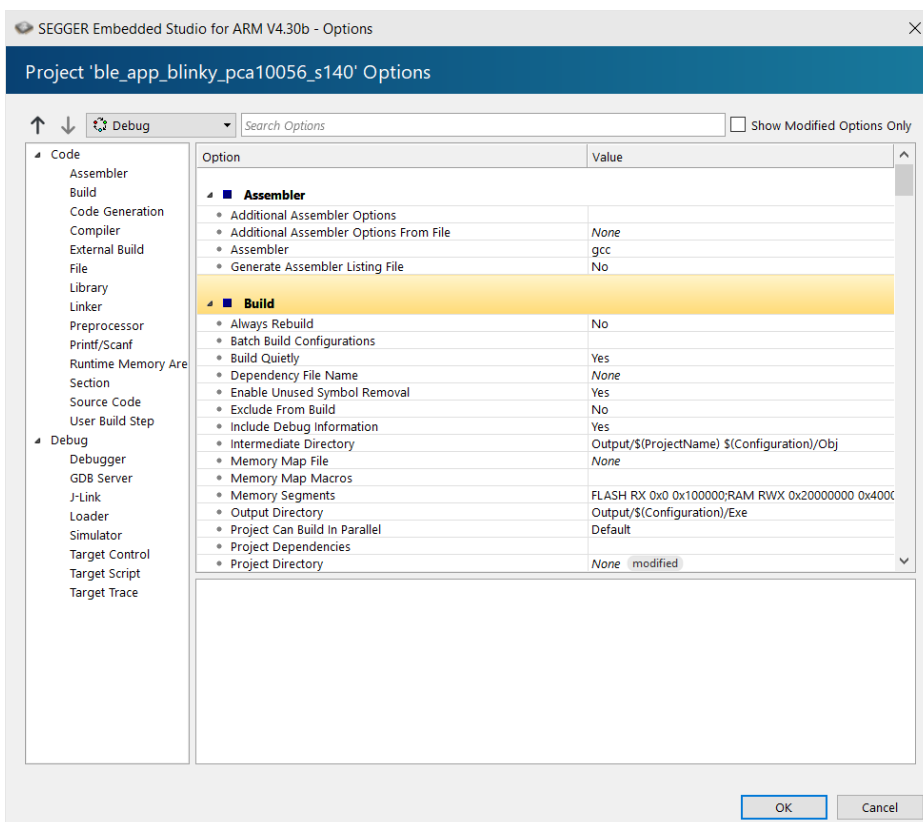 SEGGER Embedded Studio for ARM V4.30b - Options
Project 'ble_app_blinky_pca10056_s140' Options
Debug
Search Options
Show Modified Options Only
Code
Assembler
Build
Code Generation
Compiler
External Build
File
Library
Linker
Preprocessor
Printf/Scanf
Runtime Memory Are
Section
Source Code
User Build Step
Debug
Debugger
GDB Server
J-Link
Loader
Simulator
Target Control
Target Script
Target Trace
Option Value
Assembler
Additional Assembler Options
Additional Assembler Options From File None
Assembler gcc
Generate Assembler Listing File No
Build
Always Rebuild No
Batch Build Configurations
Build Quietly Yes
Dependency File Name None
Enable Unused Symbol Removal Yes
Exclude From Build No
Include Debug Information Yes
Intermediate Directory Output/$(ProjectName) $(Configuration)/Obj
Memory Map File None
Memory Map Macros
Memory Segments FLASH RX 0x0 0x100000;RAM RWX 0x20000000 0x400
Output Directory Output/$(Configuration)/Exe
Project Can Build In Parallel Default
Project Dependencies
Project Directory None modified
OK Cancel